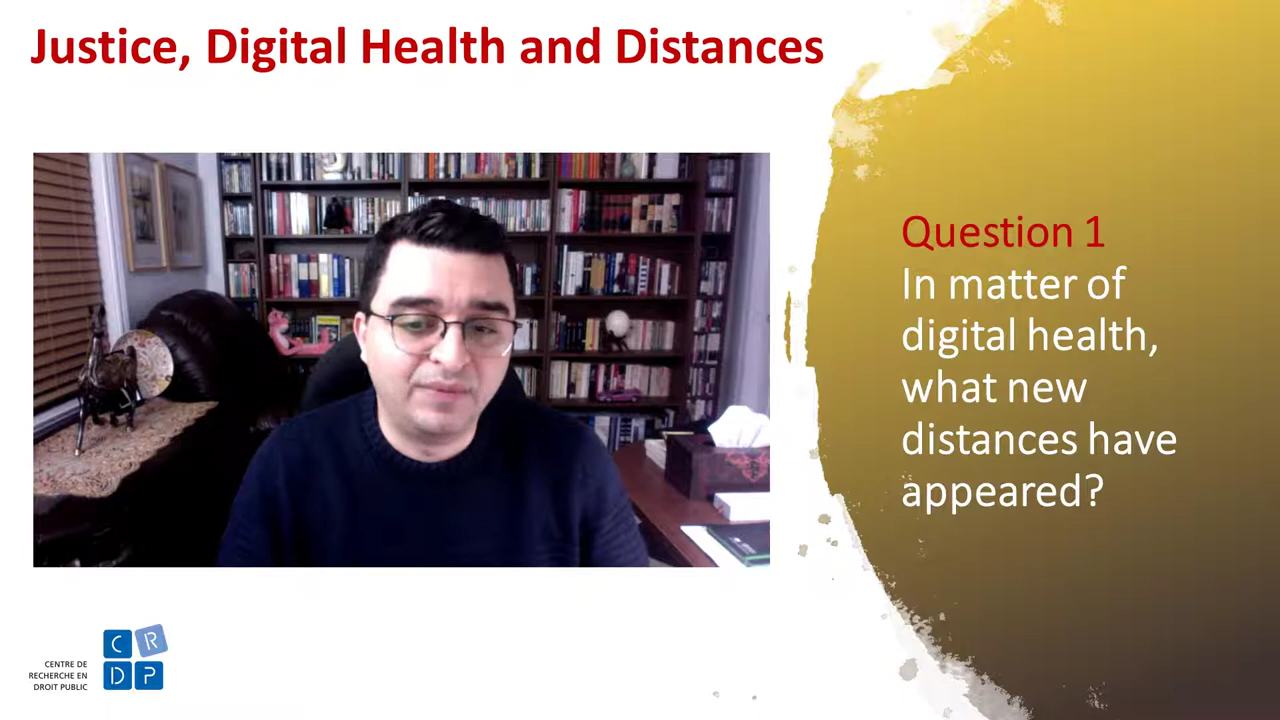 Justice, Digital Health and Distances
Question 1
In matter of
digital health,
what new
distances have
appeared?
CENTRE DE
RECHERCHE EN
DROIT PUBLIC
C R
D P